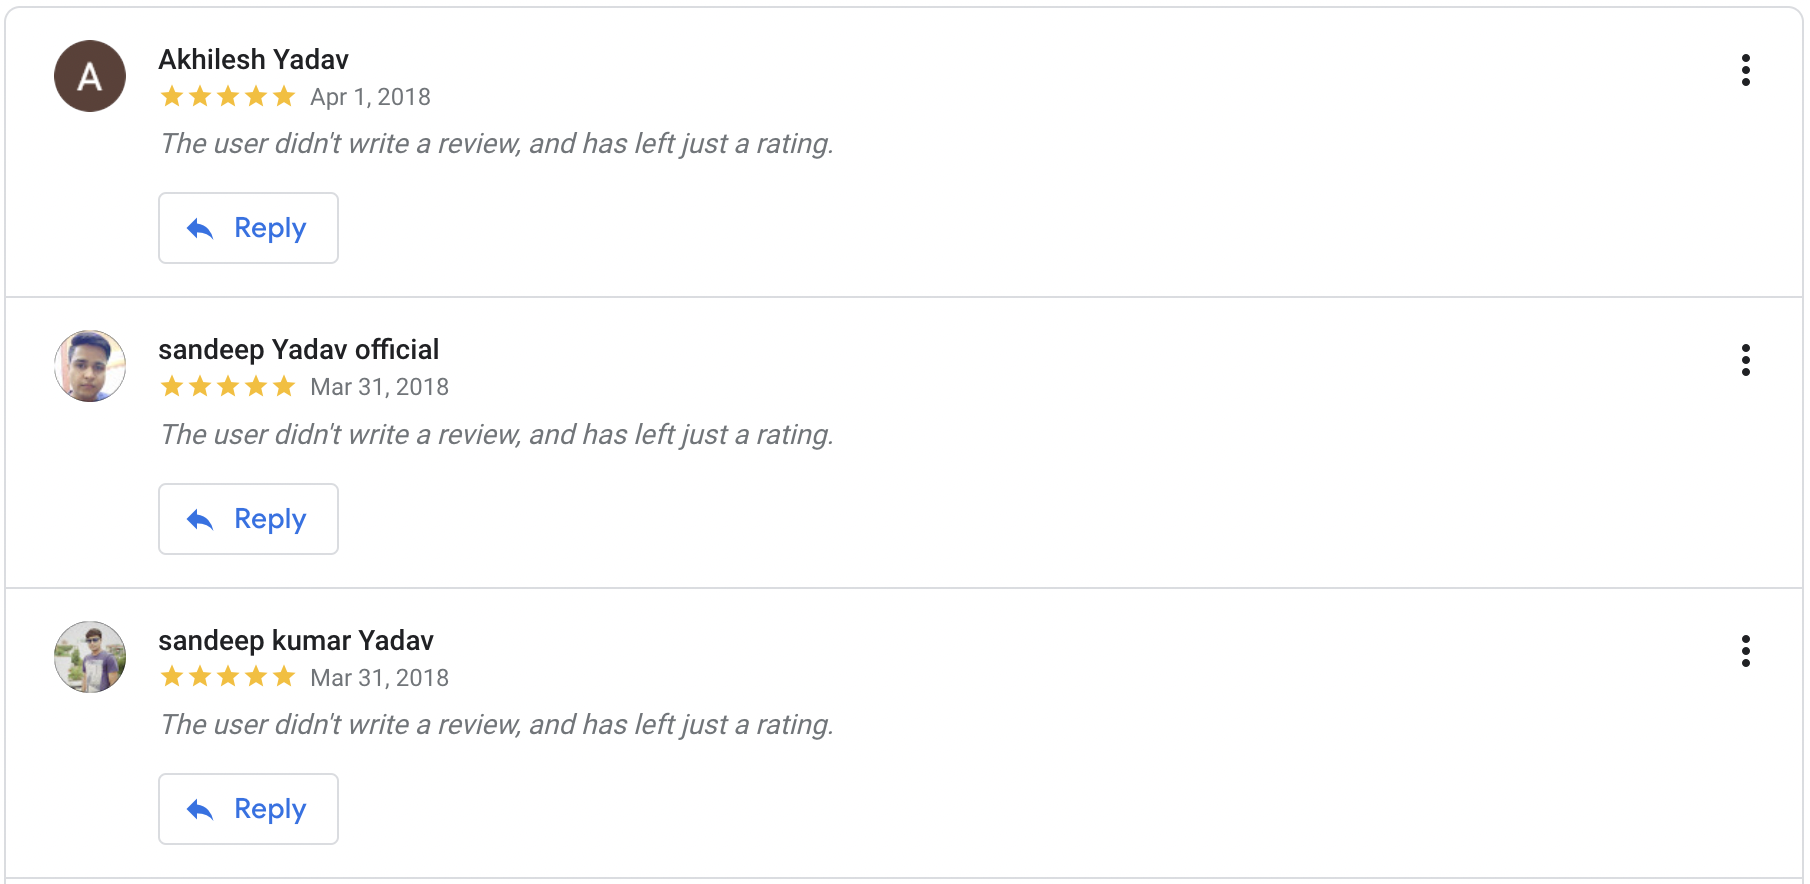 A
Akhilesh Yadav
Apr 1, 2018
The user didn't write a review, and has left just a rating.
Reply
sandeep Yadav official
Mar 31, 2018
The user didn't write a review, and has left just a rating.
Reply
sandeep kumar Yadav
Mar 31, 2018
The user didn't write a review, and has left just a rating.
Reply